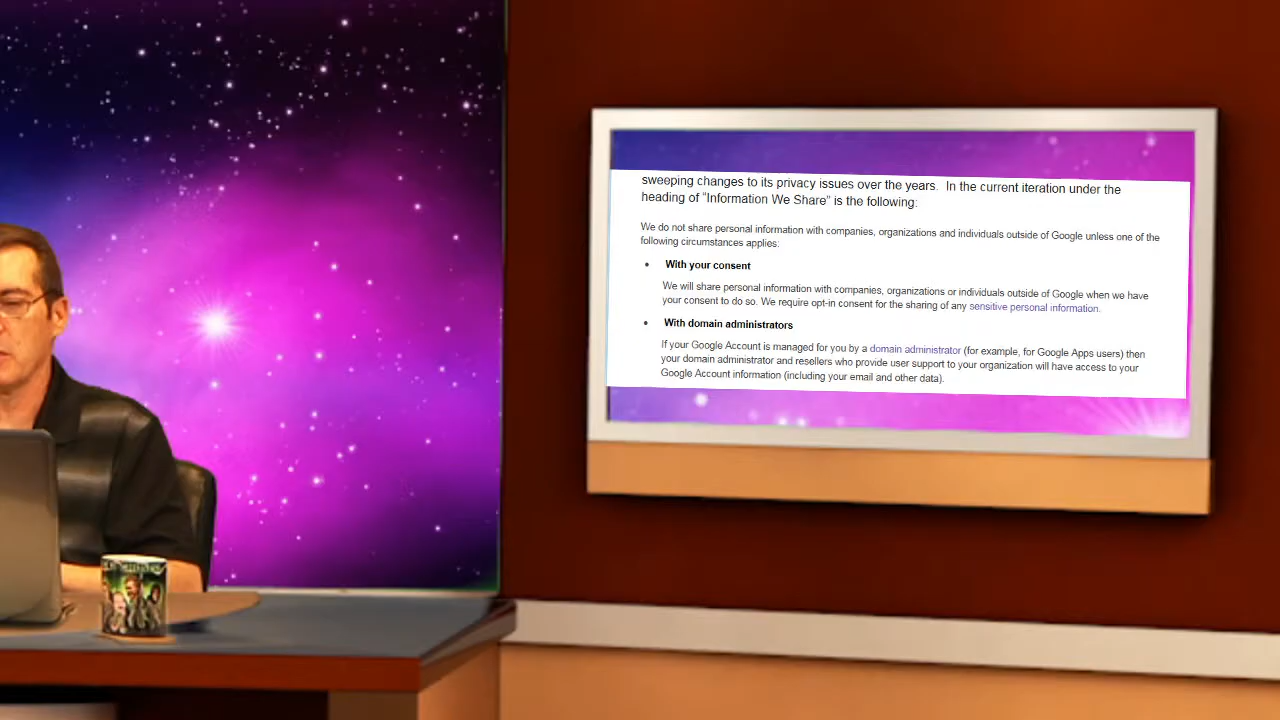 sweeping changes to its privacy issues over the years. In the current iteration under the
heading of “Information We Share” is the following:
We do not share personal information with companies, organizations and individuals outside of Google unless one of the
following circumstances applies:
• With your consent
We will share personal information with companies, organizations or individuals outside of Google when we have
your consent to do so. We require opt-in consent for the sharing of any sensitive personal information.
• With domain administrators
If your Google Account is managed for you by a domain administrator (for example, for Google Apps users) then
your domain administrator and resellers who provide user support to your organization will have access to your
Google Account information (including your email and other data).